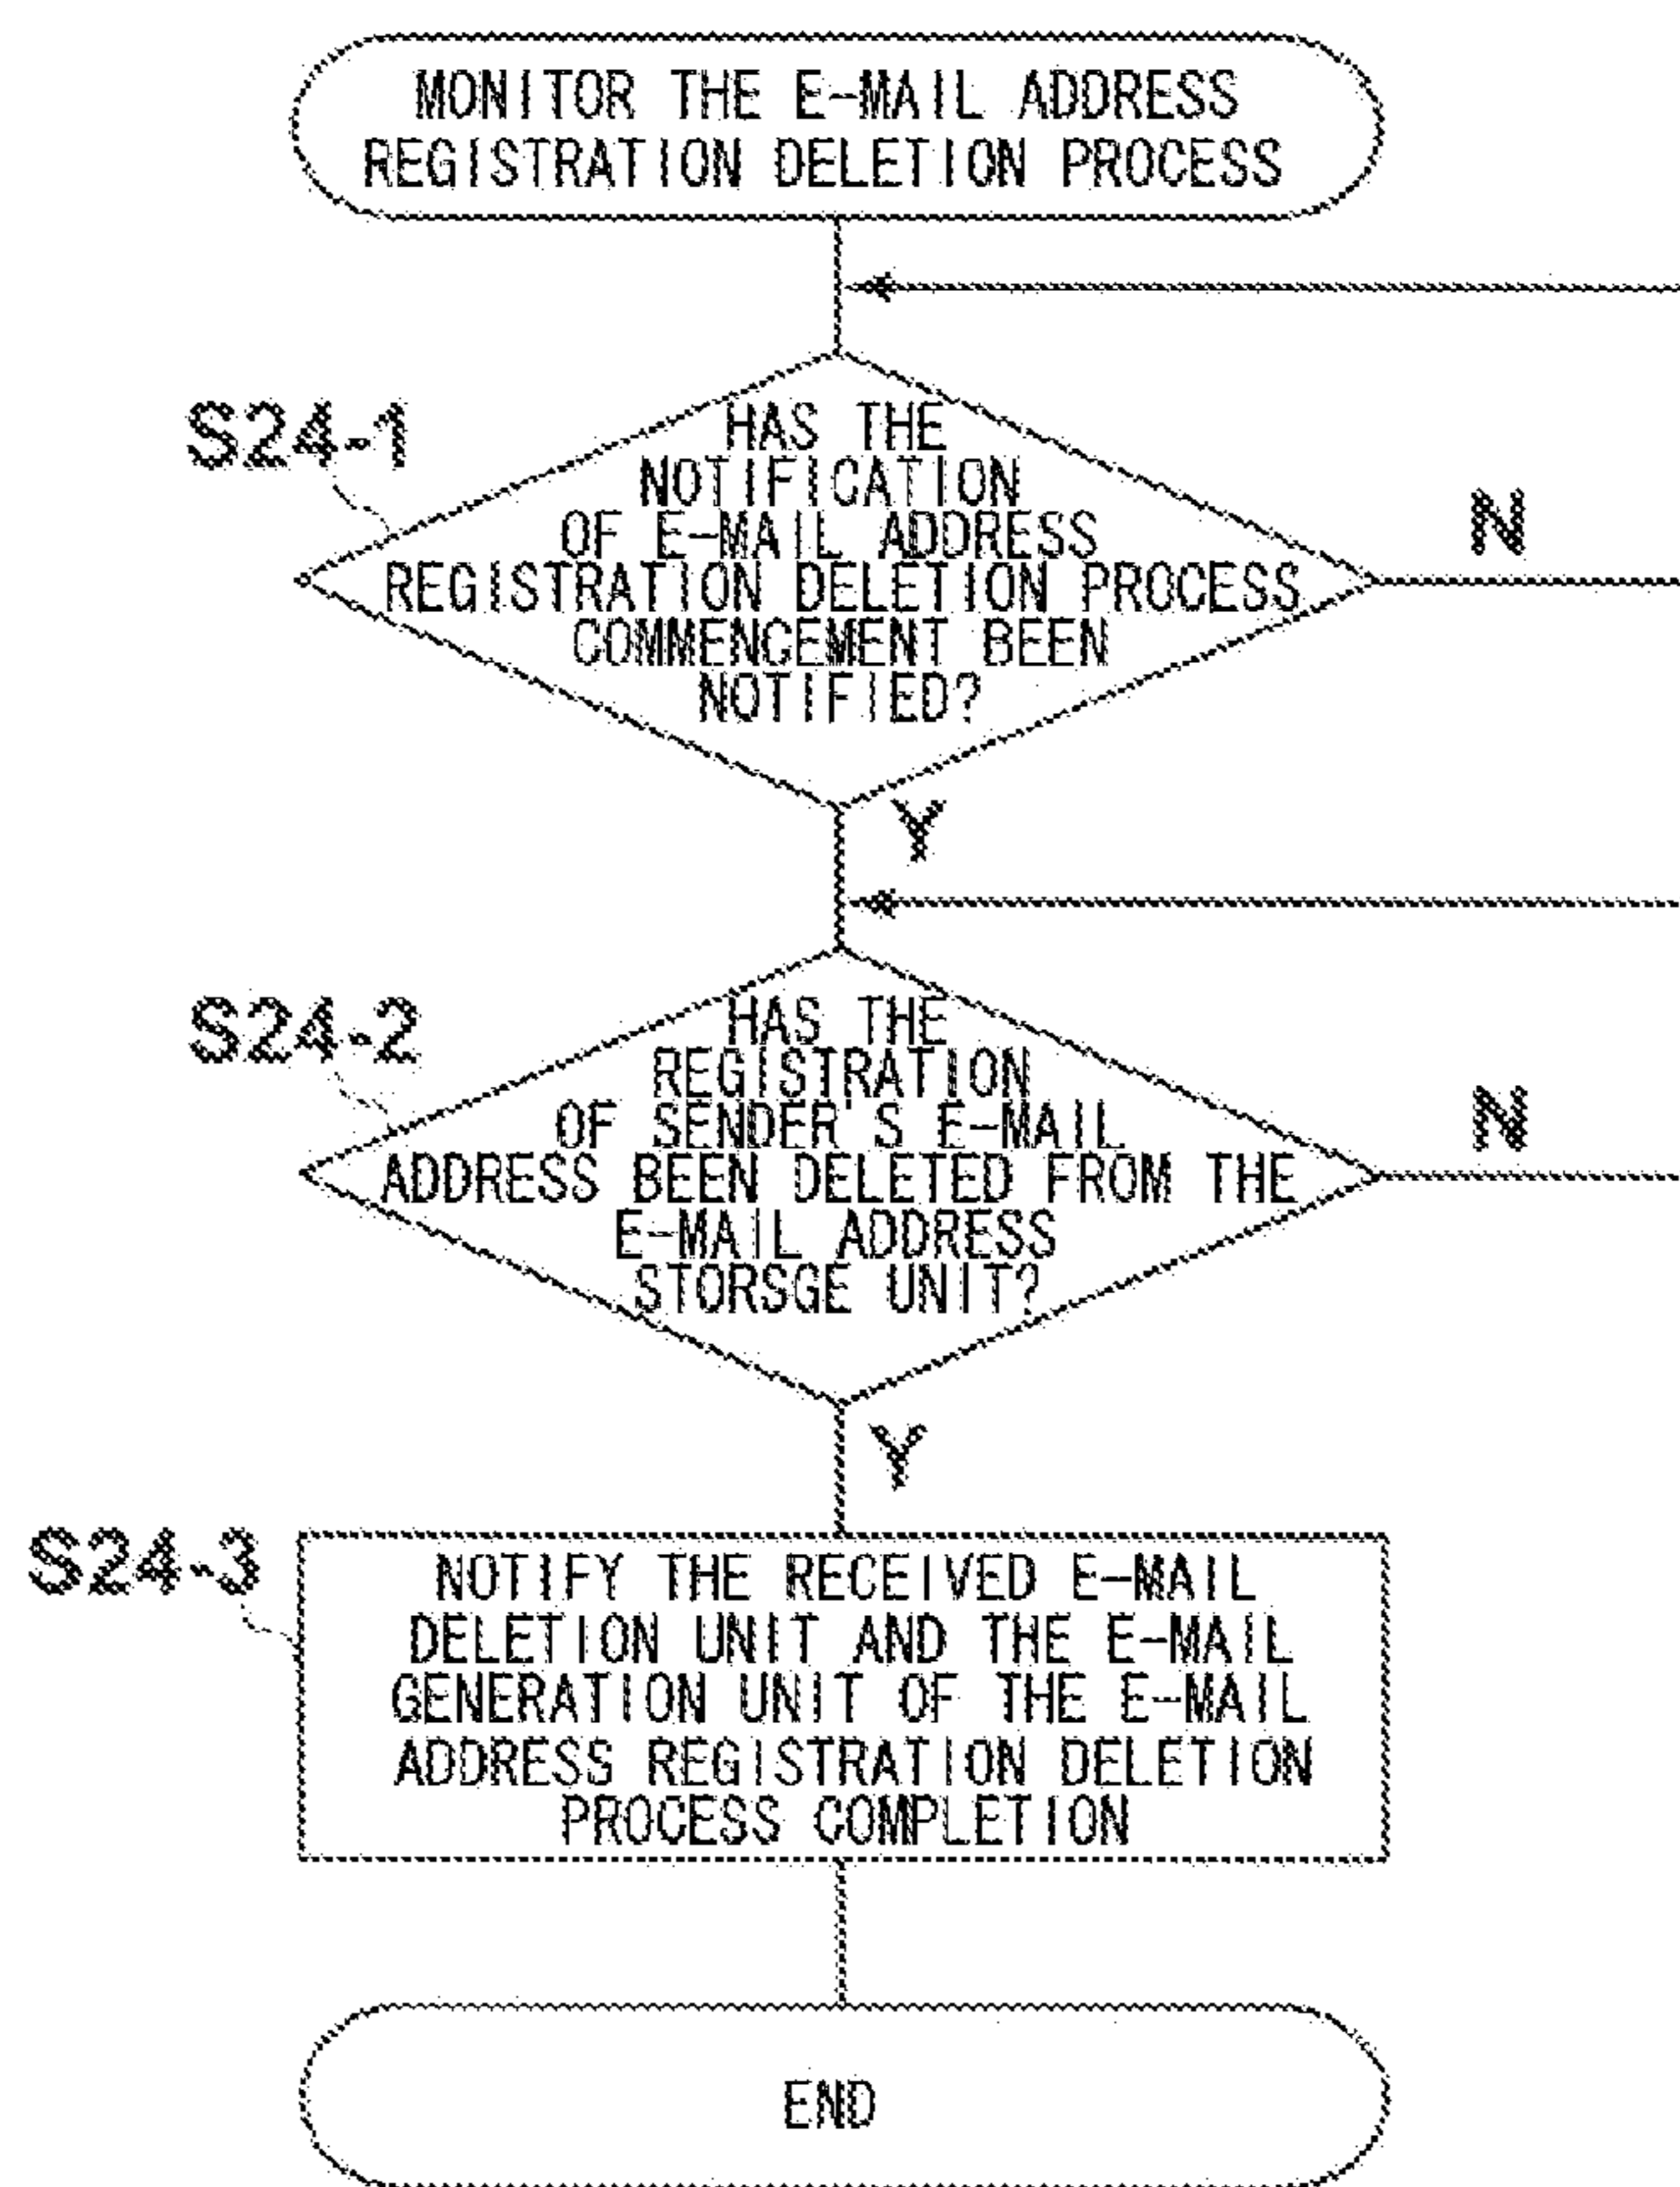 MONITOR THE E-MAIL ADDRESS
REGISTRATION DELETION PROCESS
S24-1
HAS THE
NOTIFICATION
OF E-MAIL ADDRESS
REGISTRATION DELETION PROCESS
COMMENCEMENT BEEN
NOTIFIED?
N
Y
S24-2
HAS THE
REGISTRATION
OF SENDER'S E-MAIL
ADDRESS BEEN DELETED FROM THE
E-MAIL ADDRESS
STORSGE UNIT?
N
Y
S24-3
NOTIFY THE RECEIVED E-MAIL
DELETION UNIT AND THE E-MAIL
GENERATION UNIT OF THE E-MAIL
ADDRESS REGISTRATION DELETION
PROCESS COMPLETION
END